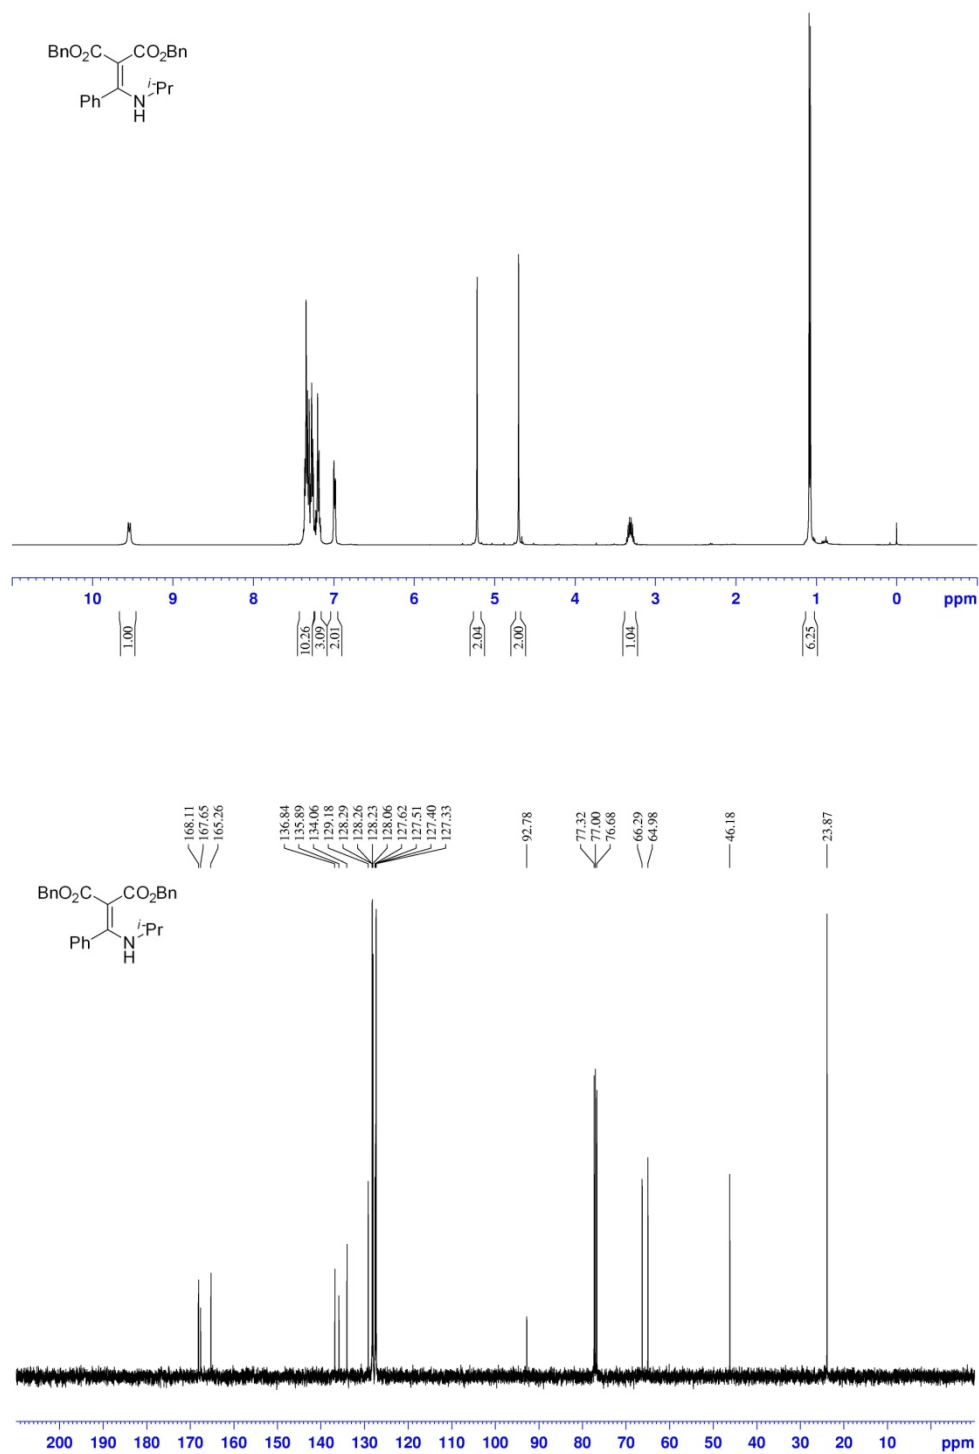 BnO2C CO2Bn
i-Pr
Ph N
H
10 9 8 7 6 5 4 3 2 1 0 ppm
1.00 10.26 3.09 2.01 2.04 2.00 1.04 6.25
168.11 167.65 165.26 136.84 135.89 134.06 129.18 128.29 128.26 128.23 128.06 127.62 127.51 127.40 127.33 92.78 77.32 77.00 76.68 66.29 64.98 46.18 23.87
BnO2C CO2Bn
i-Pr
Ph N
H
200 190 180 170 160 150 140 130 120 110 100 90 80 70 60 50 40 30 20 10 ppm